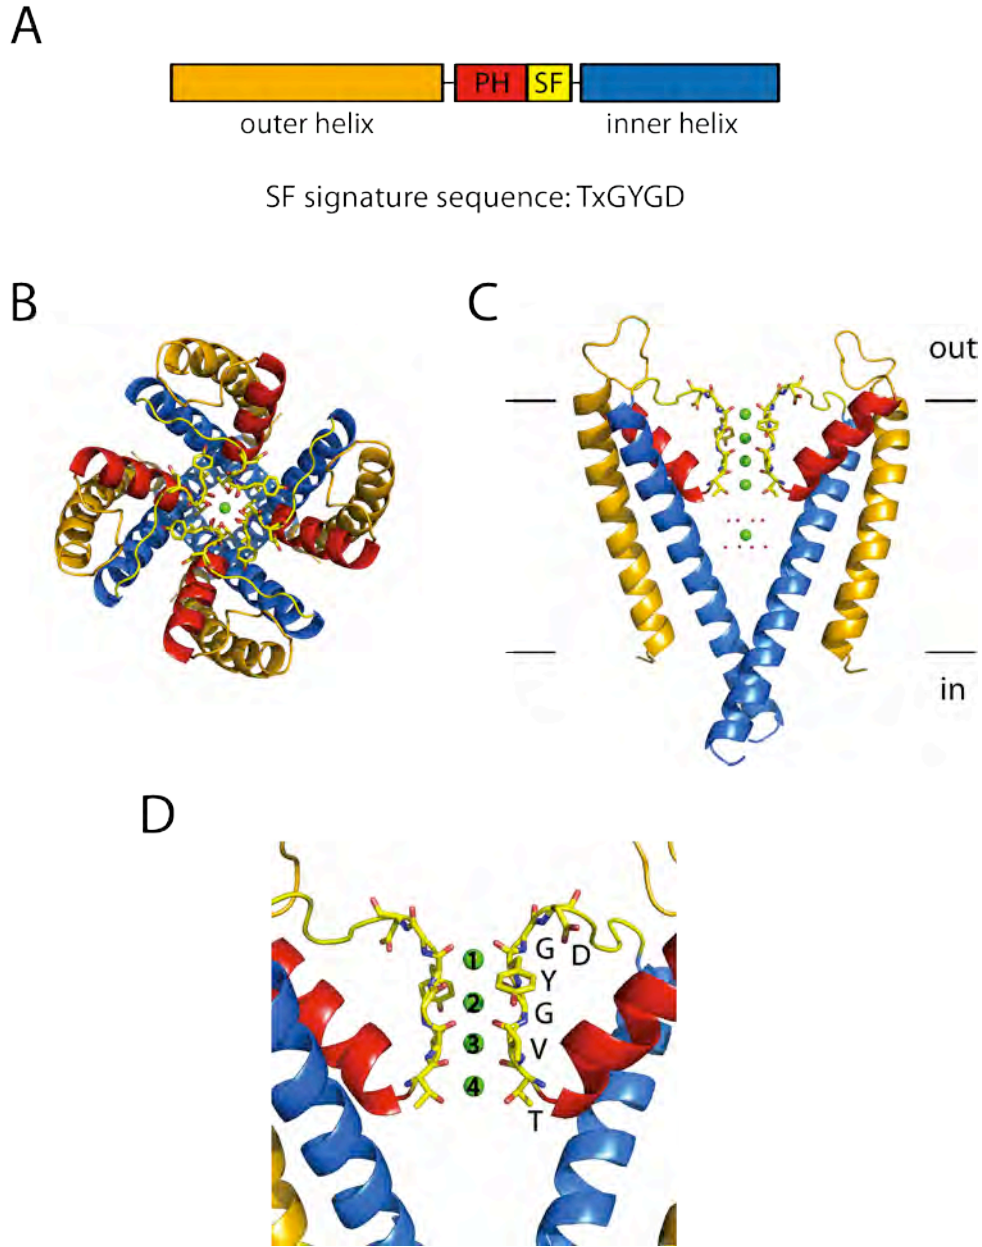 A
PH SF
outer helix inner helix
SF signature sequence: TxGYGD
B
C
out
in
D
1
2
3
4
G D
Y
G
V
T